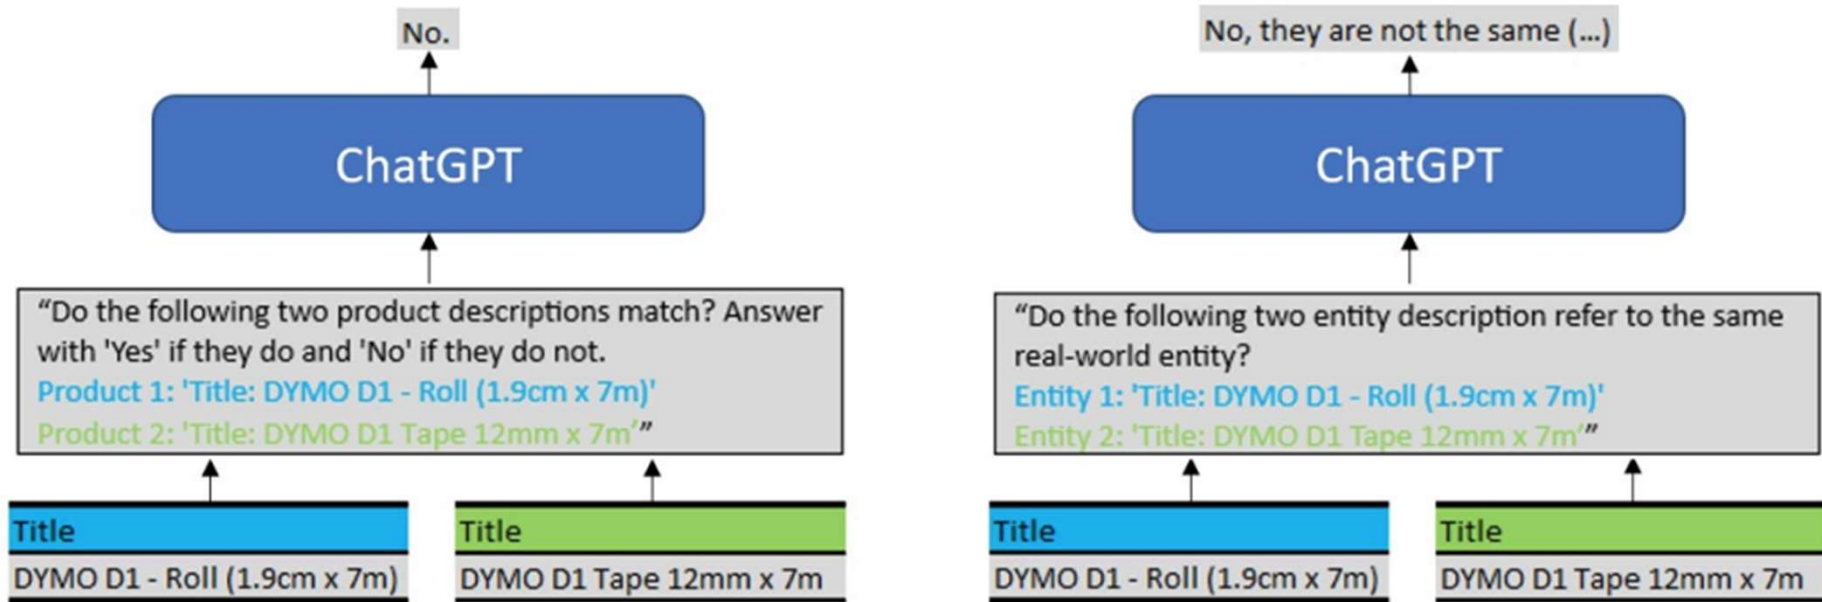 No.
ChatGPT
“Do the following two product descriptions match? Answer
with 'Yes' if they do and 'No' if they do not.
Product 1: 'Title: DYMO D1 - Roll (1.9cm x 7m)'
Product 2: 'Title: DYMO D1 Tape 12mm x 7m'”
Title
DYMO D1 - Roll (1.9cm x 7m)
Title
DYMO D1 Tape 12mm x 7m
No, they are not the same (...)
ChatGPT
“Do the following two entity description refer to the same
real-world entity?
Entity 1: 'Title: DYMO D1 - Roll (1.9cm x 7m)'
Entity 2: 'Title: DYMO D1 Tape 12mm x 7m'”
Title
DYMO D1 - Roll (1.9cm x 7m)
Title
DYMO D1 Tape 12mm x 7m